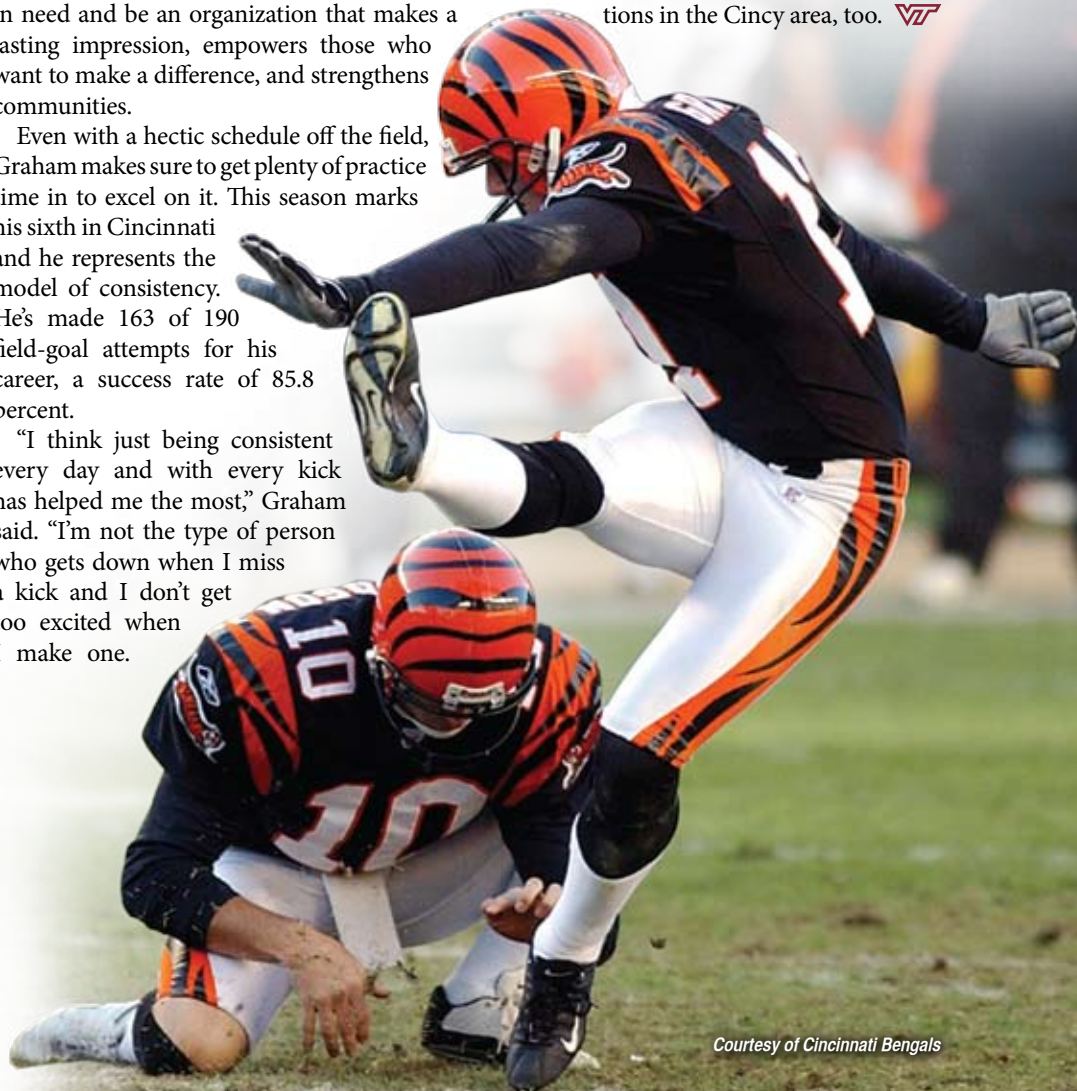 in need and be an organization that makes a
lasting impression, empowers those who
want to make a difference, and strengthens
communities.
Even with a hectic schedule off the field,
Graham makes sure to get plenty of practice
time in to excel on it. This season marks
his sixth in Cincinnati
and he represents the
model of consistency.
He's made 163 of 190
field-goal attempts for his
career, a success rate of 85.8
percent.
“I think just being consistent
every day and with every kick
has helped me the most,” Graham
said. “I'm not the type of person
who gets down when I miss
a kick and I don't get
too excited when
I make one.
tions in the Cincy area, too. VT
10
10
Courtesy of Cincinnati Bengals